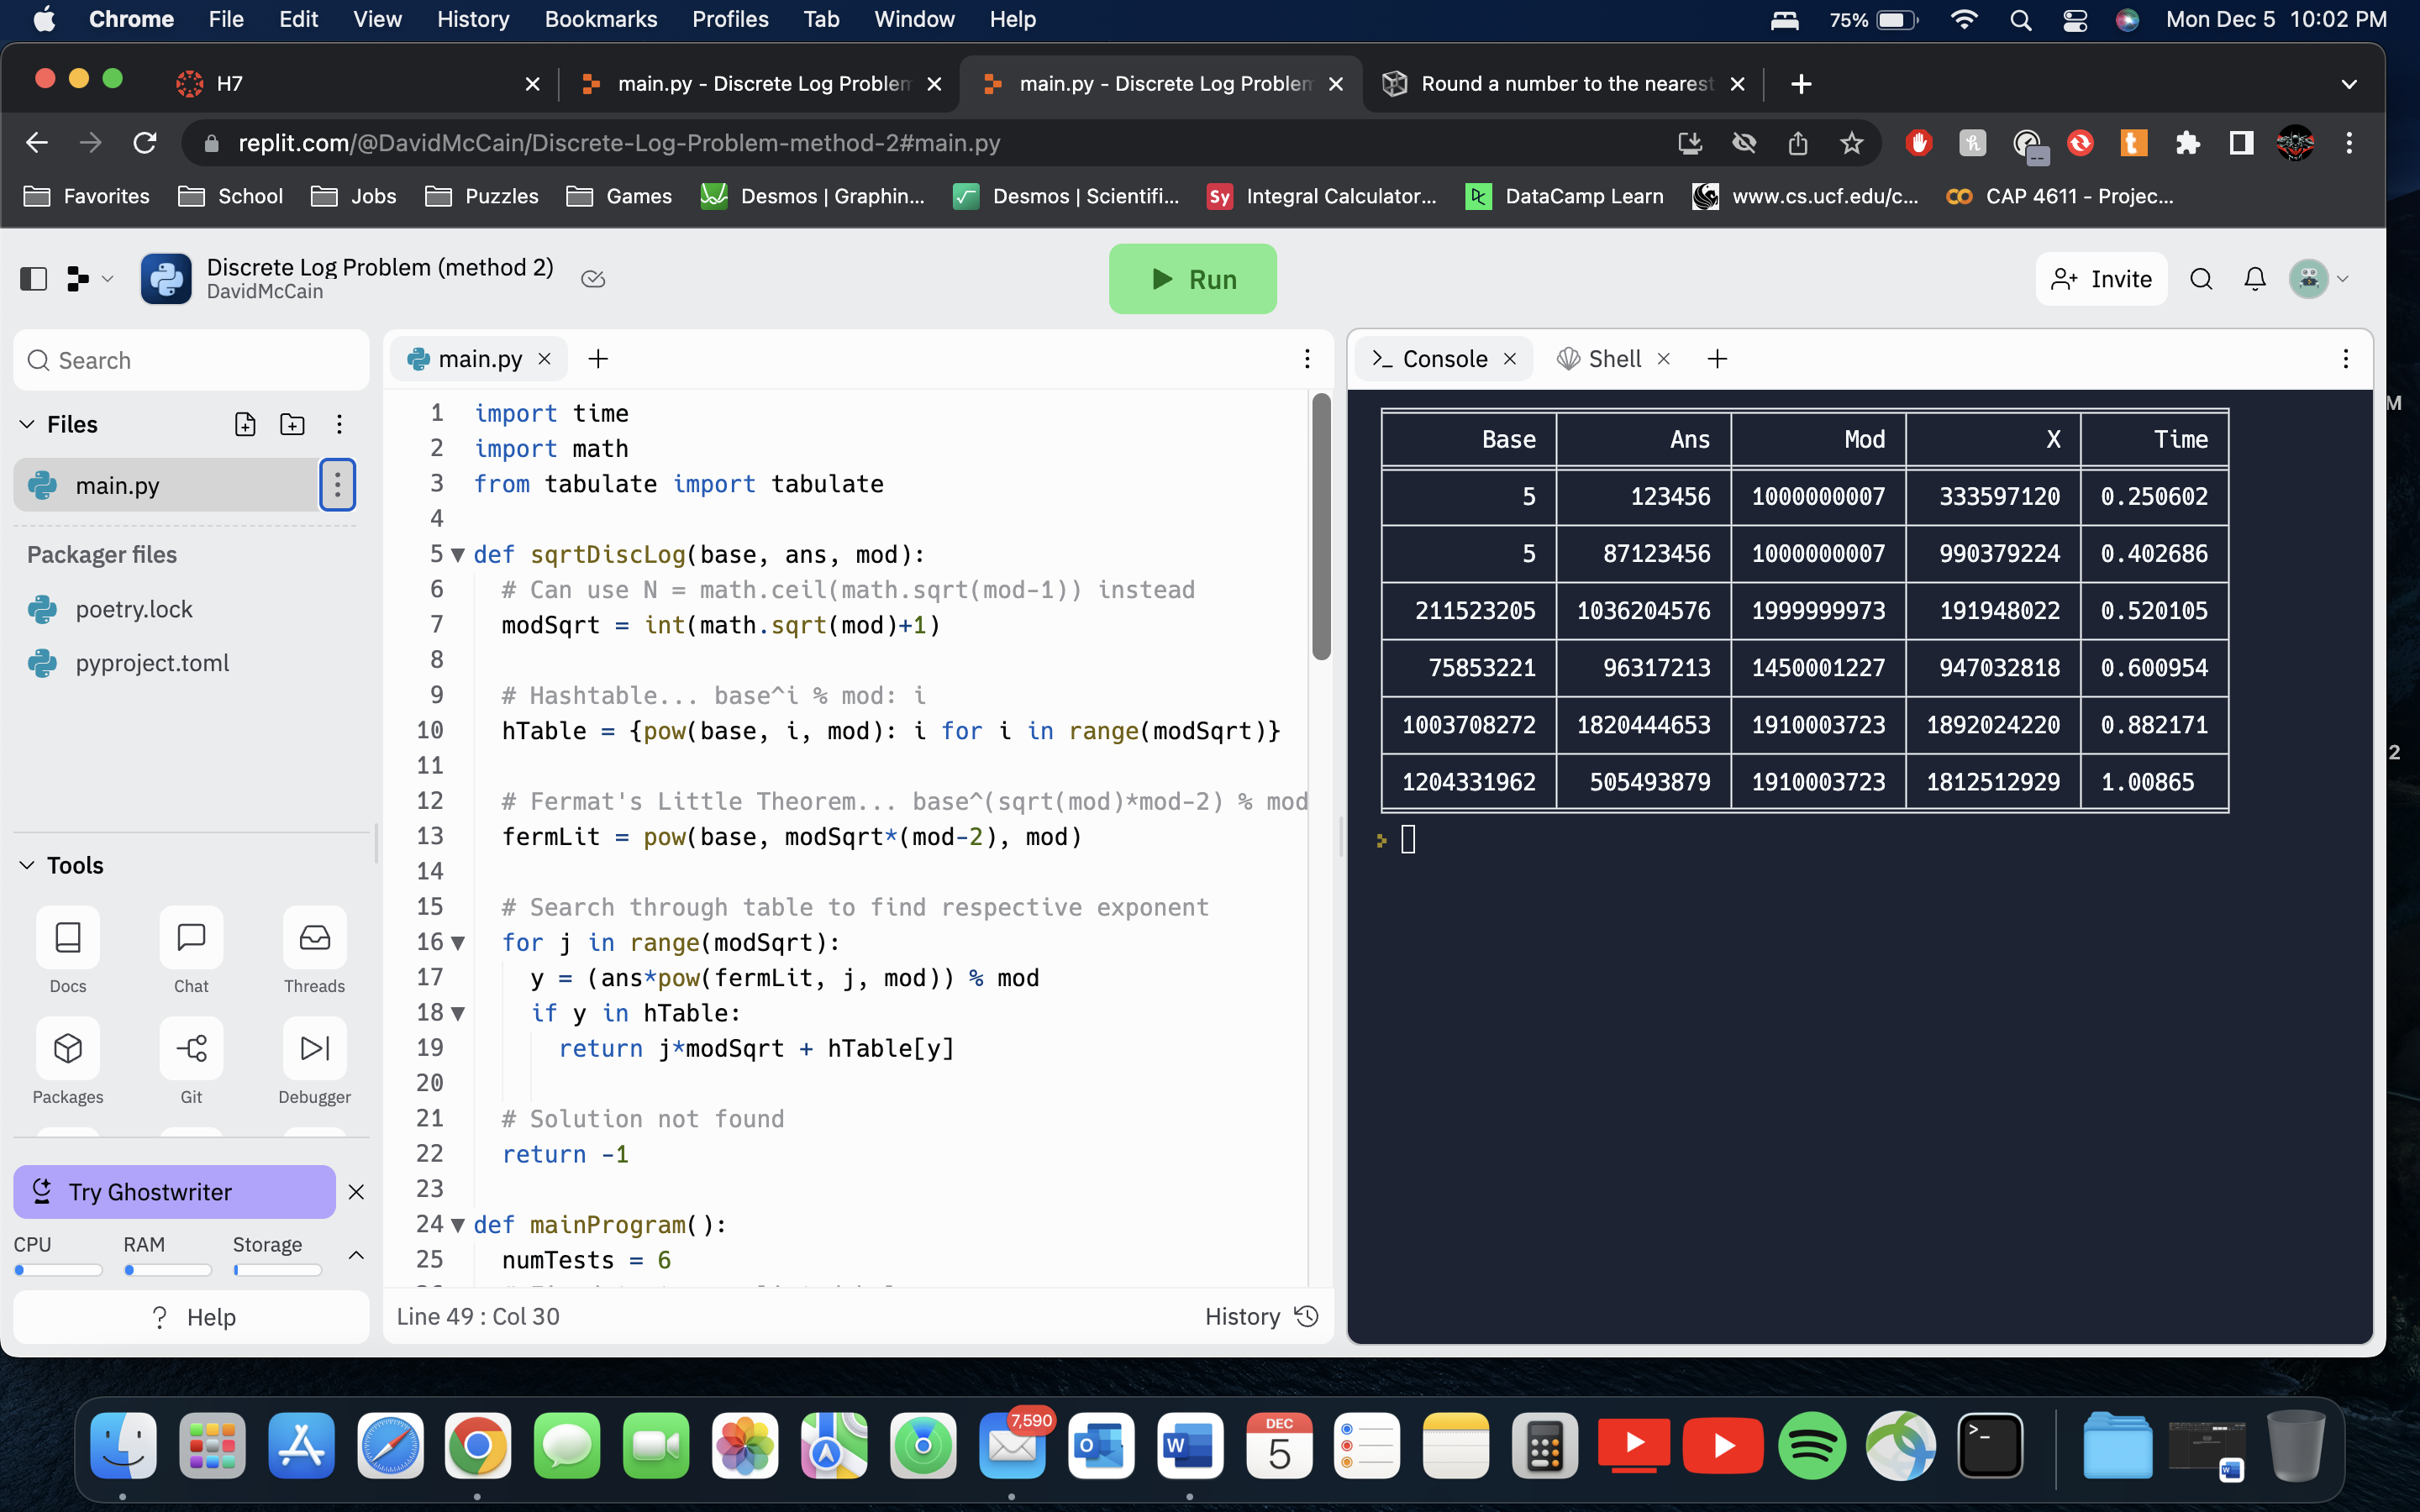 Chrome File Edit View History Bookmarks Profiles Tab Window Help 75% Mon Dec 5 10:02 PM
H7 main.py - Discrete Log Problem main.py - Discrete Log Problem Round a number to the nearest
replit.com/@DavidMcCain/Discrete-Log-Problem-method-2#main.py
Favorites School Jobs Puzzles Games Desmos | Graphin... Desmos | Scientifi... Sy Integral Calculator... DataCamp Learn www.cs.ucf.edu/c... CAP 4611 - Projec...
Discrete Log Problem (method 2)
DavidMcCain
Run
Invite
Search
Files
main.py
Packager files
poetry.lock
pyproject.toml
Tools
Docs Chat Threads
Packages Git Debugger
Try Ghostwriter
CPU RAM Storage
? Help
main.py
1 import time
2 import math
3 from tabulate import tabulate
4
5 def sqrtDiscLog(base, ans, mod):
6 # Can use N = math.ceil(math.sqrt(mod-1)) instead
7 modSqrt = int(math.sqrt(mod)+1)
8
9 # Hashtable... base^i % mod: i
10 hTable = {pow(base, i, mod): i for i in range(modSqrt)}
11
12 # Fermat's Little Theorem... base^(sqrt(mod)*mod-2) % mod
13 fermLit = pow(base, modSqrt*(mod-2), mod)
14
15 # Search through table to find respective exponent
16 for j in range(modSqrt):
17 y = (ans*pow(fermLit, j, mod)) % mod
18 if y in hTable:
19 return j*modSqrt + hTable[y]
20
21 # Solution not found
22 return -1
23
24 def mainProgram():
25 numTests = 6
Line 49 : Col 30 History
>_ Console Shell
Base Ans Mod X Time
5 123456 1000000007 333597120 0.250602
5 87123456 1000000007 990379224 0.402686
211523205 1036204576 1999999973 191948022 0.520105
75853221 96317213 1450001227 947032818 0.600954
1003708272 1820444653 1910003723 1892024220 0.882171
1204331962 505493879 1910003723 1812512929 1.00865
M
2
7,590
DEC
5